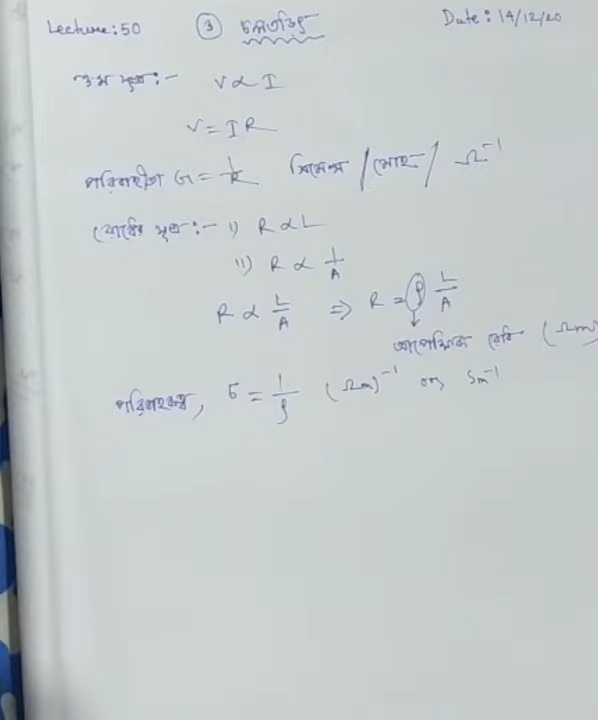 Lecture: 50 ③ চলতড়িৎ Date: 14/12/20
ওহম সূত্র:- V ∝ I
V = IR
পরিবাহীতা G = 1/R সিমেন্স / মোহ / Ω⁻¹
রোধের সূত্র:- i) R ∝ L
ii) R ∝ 1/A
R ∝ L/A ⇒ R = ρ L/A
আপেক্ষিক রোধ (Ωm)
পরিবাহকত্ব, σ = 1/ρ (Ωm)⁻¹ or, Sm⁻¹